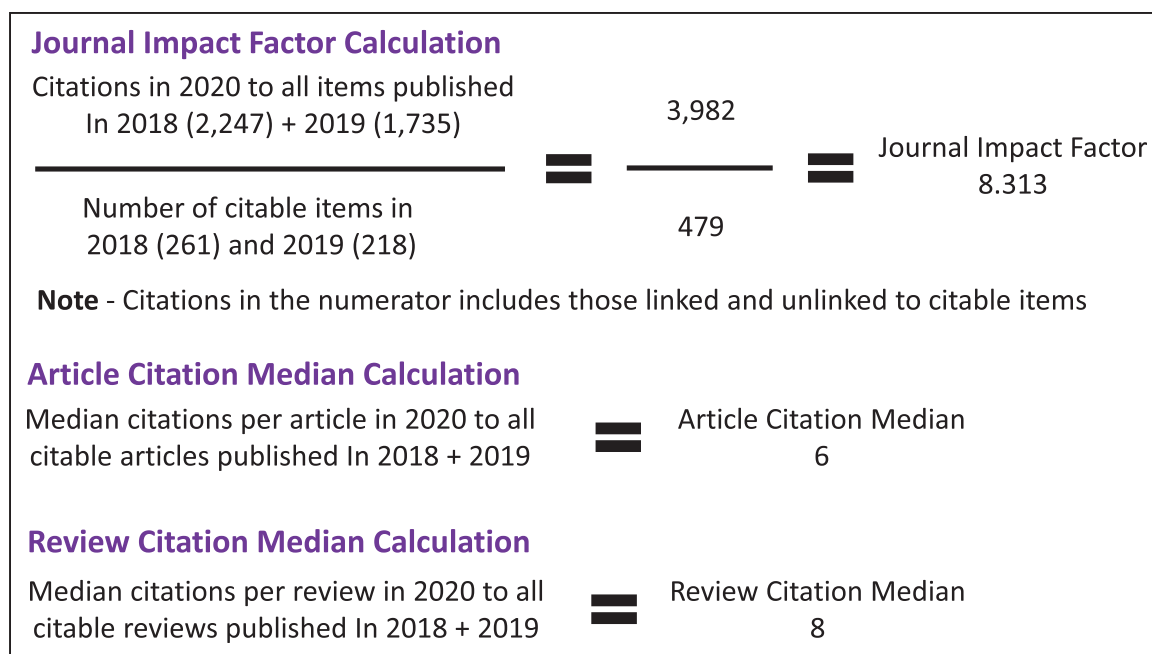 Journal Impact Factor Calculation
Citations in 2020 to all items published
In 2018 (2,247) + 2019 (1,735)
Number of citable items in
2018 (261) and 2019 (218)
=
3,982
479
=
Journal Impact Factor
8.313
Note - Citations in the numerator includes those linked and unlinked to citable items
Article Citation Median Calculation
Median citations per article in 2020 to all
citable articles published In 2018 + 2019
=
Article Citation Median
6
Review Citation Median Calculation
Median citations per review in 2020 to all
citable reviews published In 2018 + 2019
=
Review Citation Median
8